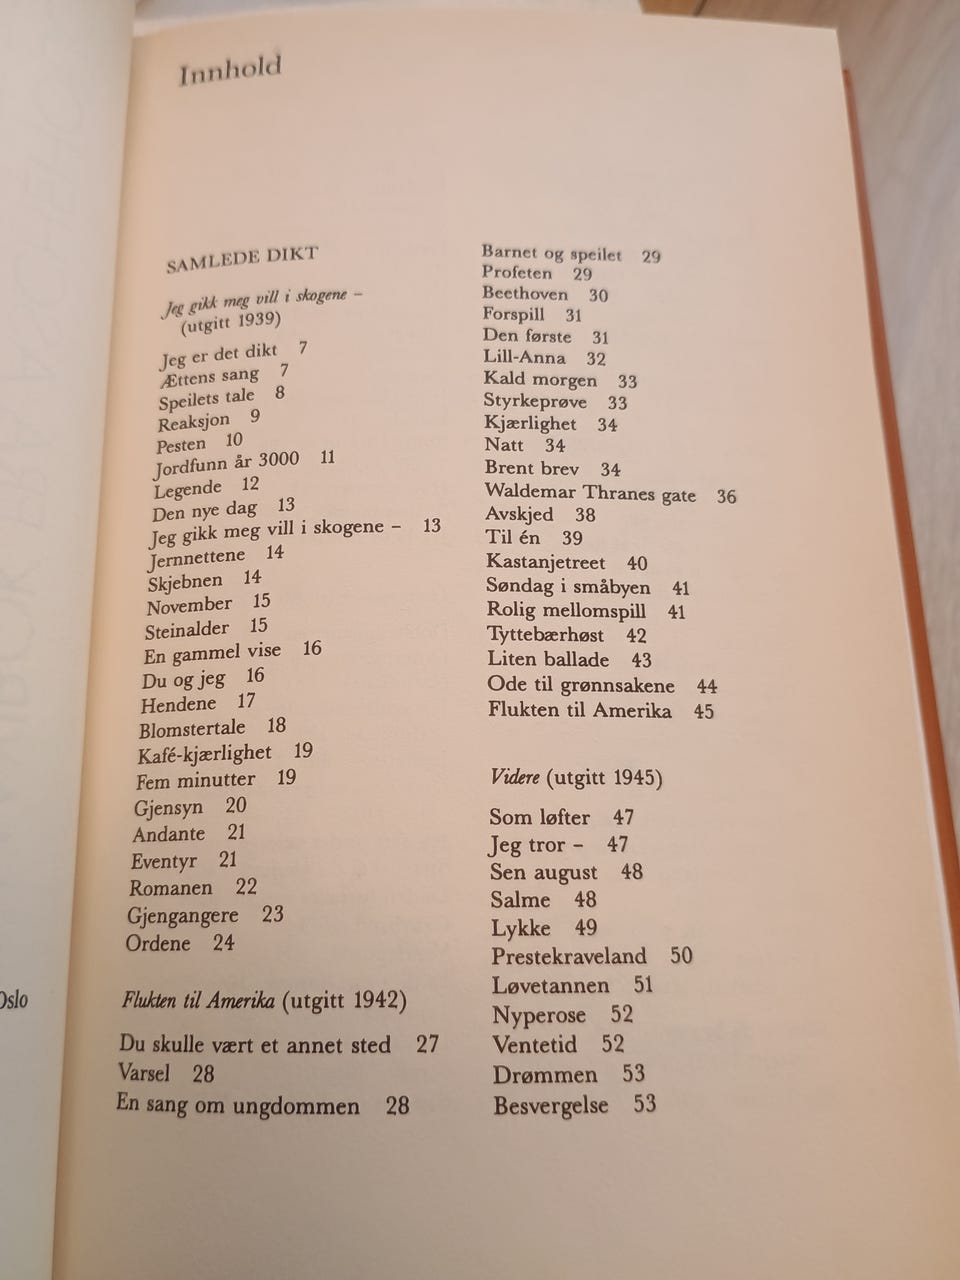 Innhold
SAMLEDE DIKT
Jeg gikk meg vill i skogene –
(utgitt 1939)
Jeg er det dikt 7
Ættens sang 7
Speilets tale 8
Reaksjon 9
Pesten 10
Jordfunn år 3000 11
Legende 12
Den nye dag 13
Jeg gikk meg vill i skogene – 13
Jernnettene 14
Skjebnen 14
November 15
Steinalder 15
En gammel vise 16
Du og jeg 16
Hendene 17
Blomstertale 18
Kafé-kjærlighet 19
Fem minutter 19
Gjensyn 20
Andante 21
Eventyr 21
Romanen 22
Gjengangere 23
Ordene 24
Flukten til Amerika (utgitt 1942)
Du skulle vært et annet sted 27
Varsel 28
En sang om ungdommen 28
Barnet og speilet 29
Profeten 29
Beethoven 30
Forspill 31
Den første 31
Lill-Anna 32
Kald morgen 33
Styrkeprøve 33
Kjærlighet 34
Natt 34
Brent brev 34
Waldemar Thranes gate 36
Avskjed 38
Til én 39
Kastanjetreet 40
Søndag i småbyen 41
Rolig mellomspill 41
Tyttebærhøst 42
Liten ballade 43
Ode til grønnsakene 44
Flukten til Amerika 45
Videre (utgitt 1945)
Som løfter 47
Jeg tror – 47
Sen august 48
Salme 48
Lykke 49
Prestekraveland 50
Løvetannen 51
Nyperose 52
Ventetid 52
Drømmen 53
Besvergelse 53
Oslo